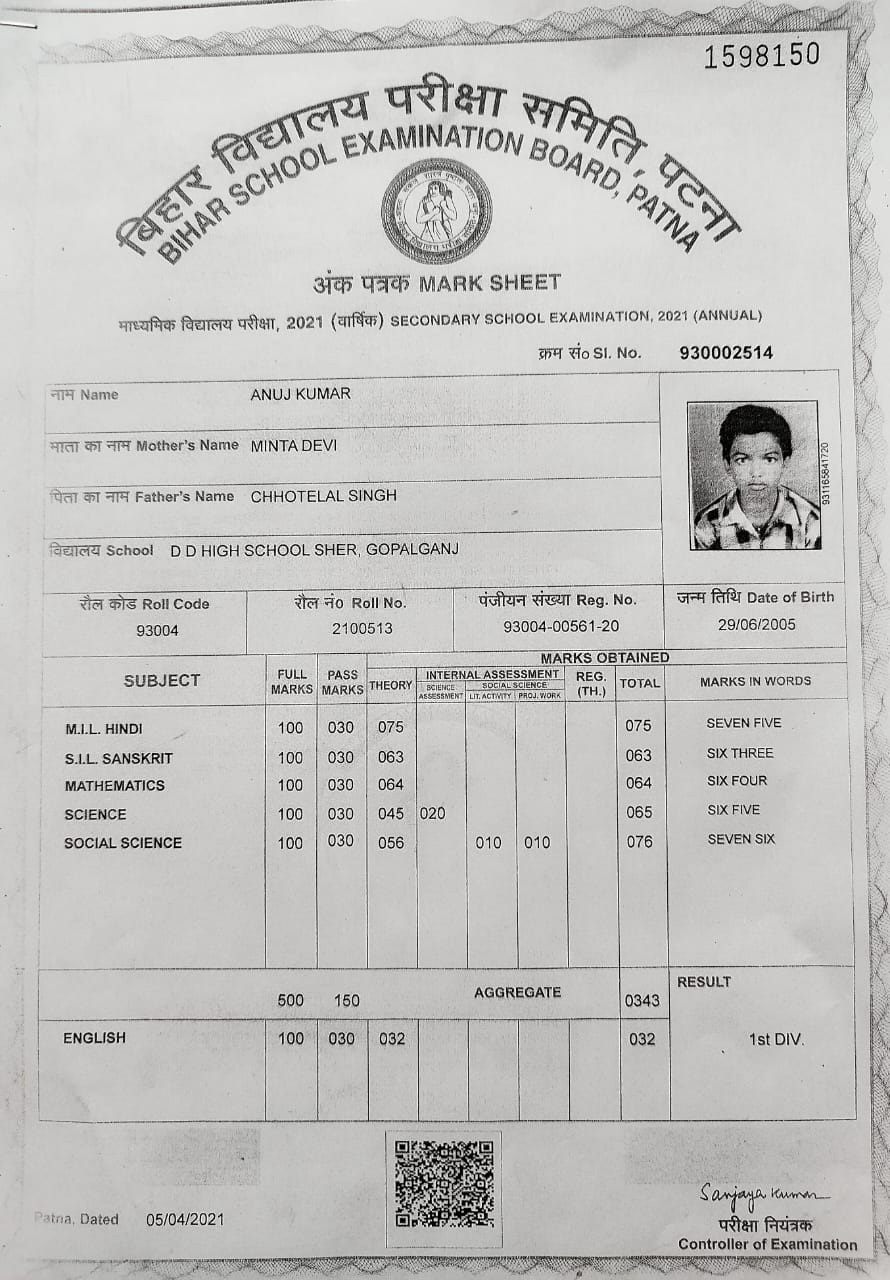 1598150
बिहार विद्यालय परीक्षा समिति, पटना
BIHAR SCHOOL EXAMINATION BOARD, PATNA
अंक पत्रक MARK SHEET
माध्यमिक विद्यालय परीक्षा, 2021 (वार्षिक) SECONDARY SCHOOL EXAMINATION, 2021 (ANNUAL)
क्रम सं० SI. No. 930002514
नाम Name ANUJ KUMAR
माता का नाम Mother's Name MINTA DEVI
पिता का नाम Father's Name CHHOTELAL SINGH
931165841720
विद्यालय School D D HIGH SCHOOL SHER, GOPALGANJ
रौल कोड Roll Code रौल नं० Roll No. पंजीयन संख्या Reg. No. जन्म तिथि Date of Birth
93004 2100513 93004-00561-20 29/06/2005
MARKS OBTAINED
SUBJECT FULL MARKS PASS MARKS THEORY INTERNAL ASSESSMENT REG. (TH.) TOTAL MARKS IN WORDS
SCIENCE ASSESSMENT SOCIAL SCIENCE
LIT. ACTIVITY PROJ. WORK
M.I.L. HINDI 100 030 075 075 SEVEN FIVE
S.I.L. SANSKRIT 100 030 063 063 SIX THREE
MATHEMATICS 100 030 064 064 SIX FOUR
SCIENCE 100 030 045 020 065 SIX FIVE
SOCIAL SCIENCE 100 030 056 010 010 076 SEVEN SIX
500 150 AGGREGATE 0343 RESULT
ENGLISH 100 030 032 032 1st DIV.
Sanjaya Kumar
Patna, Dated 05/04/2021
परीक्षा नियंत्रक
Controller of Examination